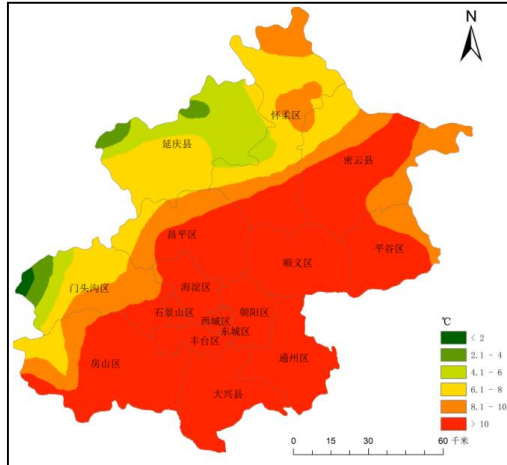 N
怀柔区
延庆县
密云县
昌平区
顺义区
平谷区
门头沟区
海淀区
石景山区
西城区
朝阳区
东城区
丰台区
房山区
通州区
大兴县
℃
< 2
2.1 - 4
4.1 - 6
6.1 - 8
8.1 - 10
> 10
0 15 30 60 千米